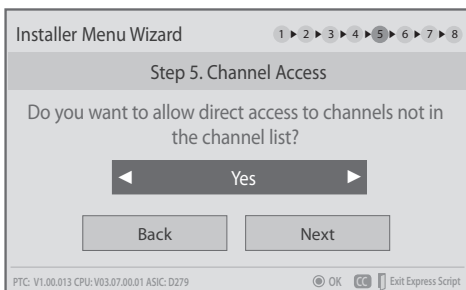 Installer Menu Wizard 1 ▶ 2 ▶ 3 ▶ 4 ▶ 5 ▶ 6 ▶ 7 ▶ 8
Step 5. Channel Access
Do you want to allow direct access to channels not in
the channel list?
◀ Yes ▶
Back Next
PTC: V1.00.013 CPU: V03.07.00.01 ASIC: D279 OK CC Exit Express Script